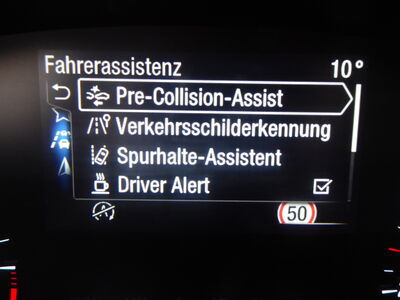 Fahrerassistenz 10°
Pre-Collision-Assist
Verkehrsschilderkennung
Spurhalte-Assistent
Driver Alert
50